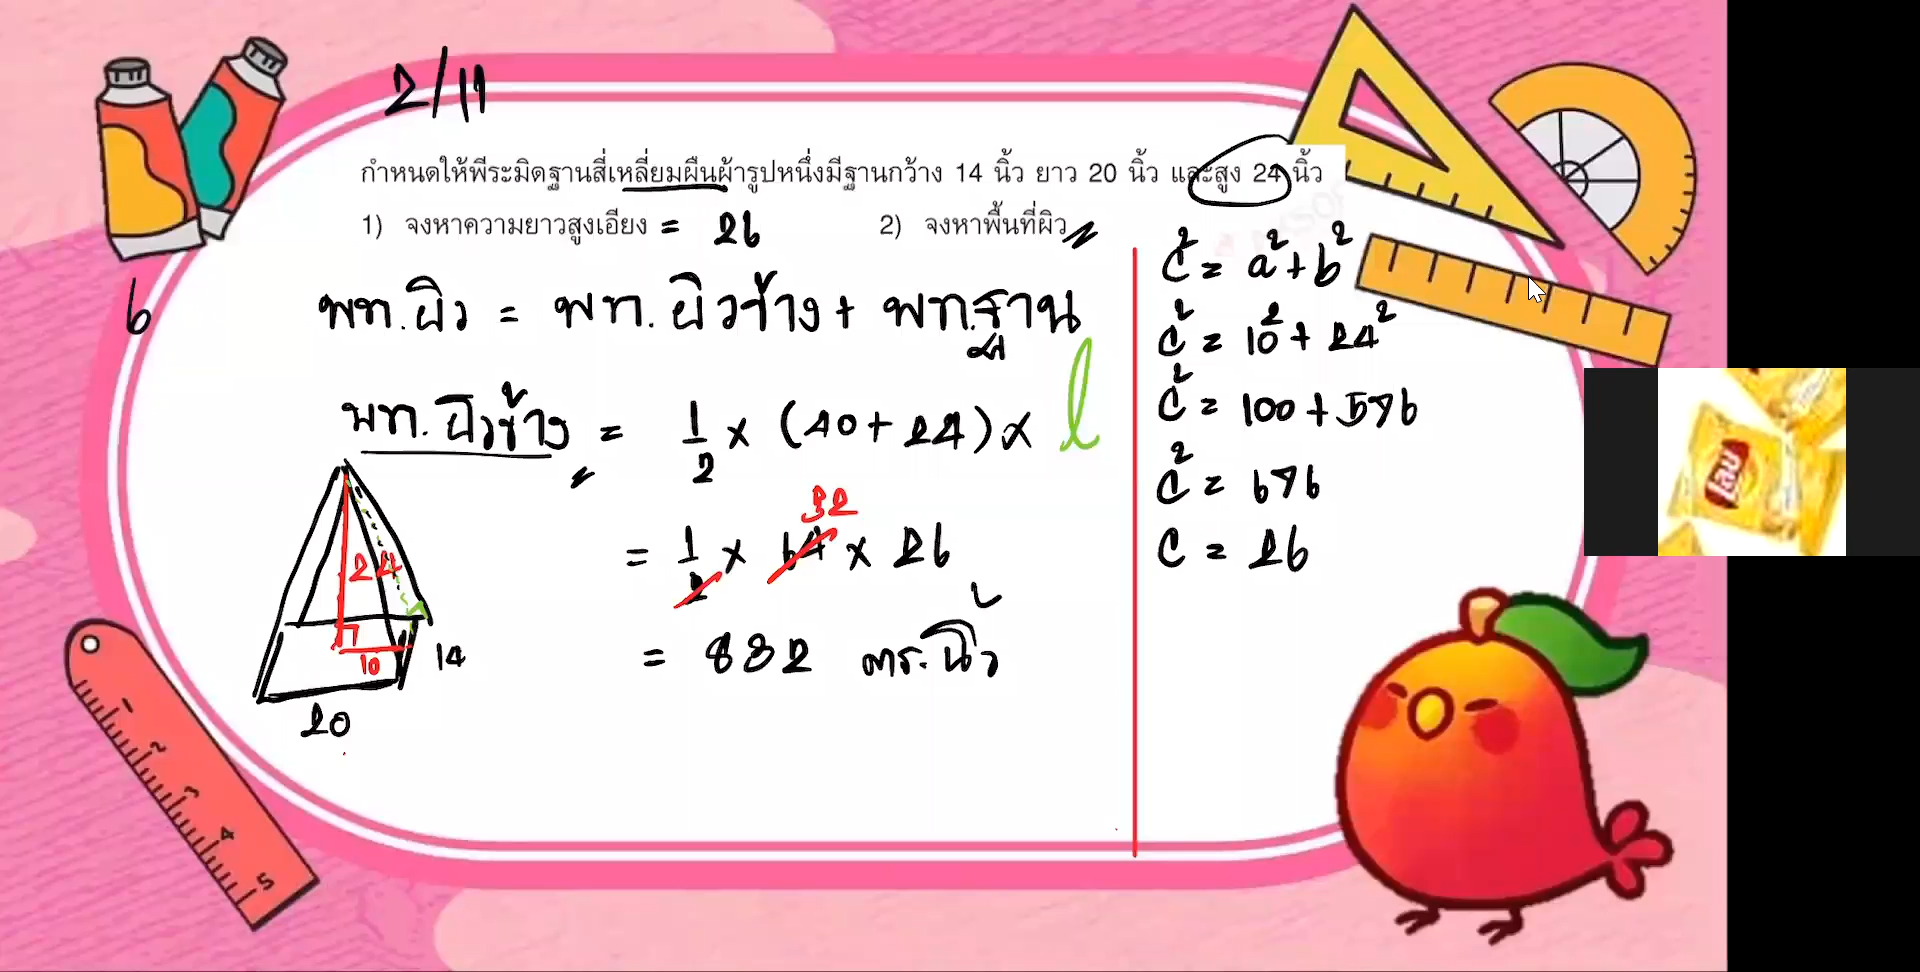 2/11
กำหนดให้พีระมิดฐานสี่เหลี่ยมผืนผ้ารูปหนึ่งมีฐานกว้าง 14 นิ้ว ยาว 20 นิ้ว และสูง 24 นิ้ว
1) จงหาความยาวสูงเอียง = 26
2) จงหาพื้นที่ผิว
6
พท.ผิว = พท.ผิวข้าง + พท.ฐาน
พท.ผิวข้าง = 1/2 × (40+24) × l
32
= 1/2 × 64 × 26
= 832 ตร.นิ้ว
24
10
14
20
c² = a² + b²
c² = 10² + 24²
c² = 100 + 576
c² = 676
c = 26
เลย์
4
5